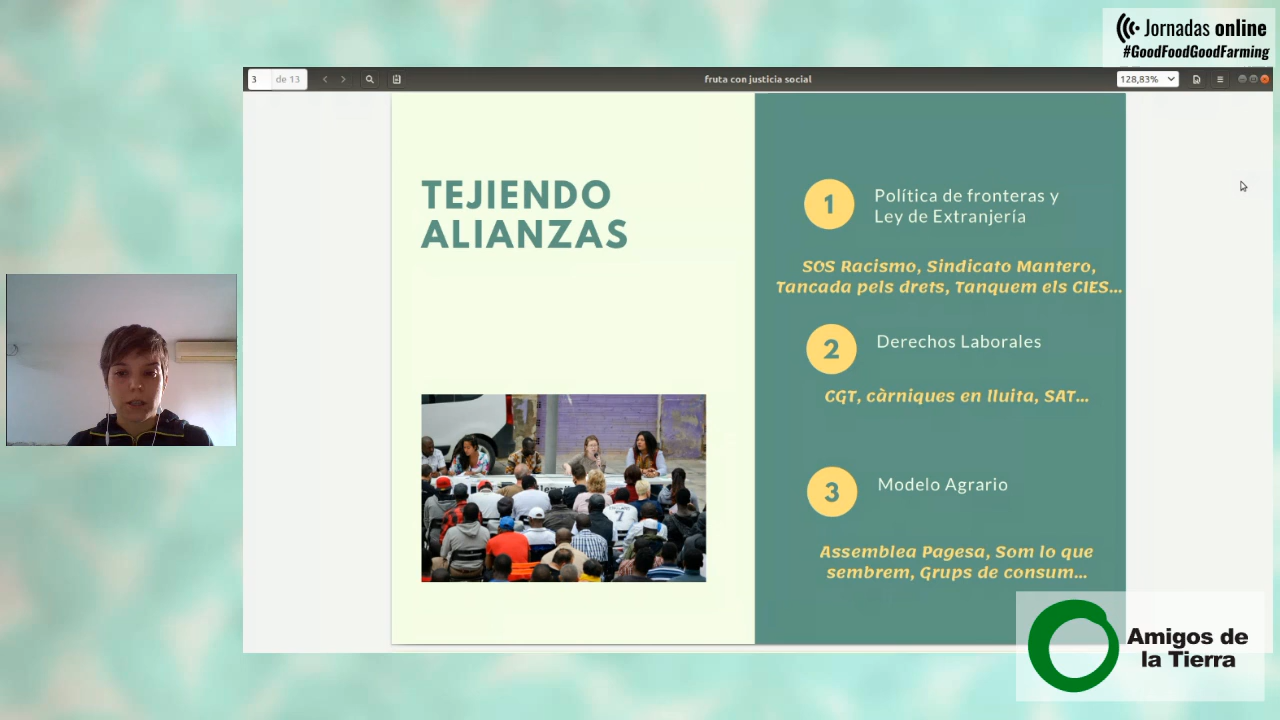 Jornadas online
#GoodFoodGoodFarming
3 de 13
fruta con justicia social
128,83%
TEJIENDO
ALIANZAS
1
Política de fronteras y
Ley de Extranjería
SOS Racismo, Sindicato Mantero,
Tancada pels drets, Tanquem els CIES...
2
Derechos Laborales
CGT, càrniques en lluita, SAT...
3
Modelo Agrario
Assemblea Pagesa, Som lo que
sembrem, Grups de consum...
7
Amigos de
la Tierra